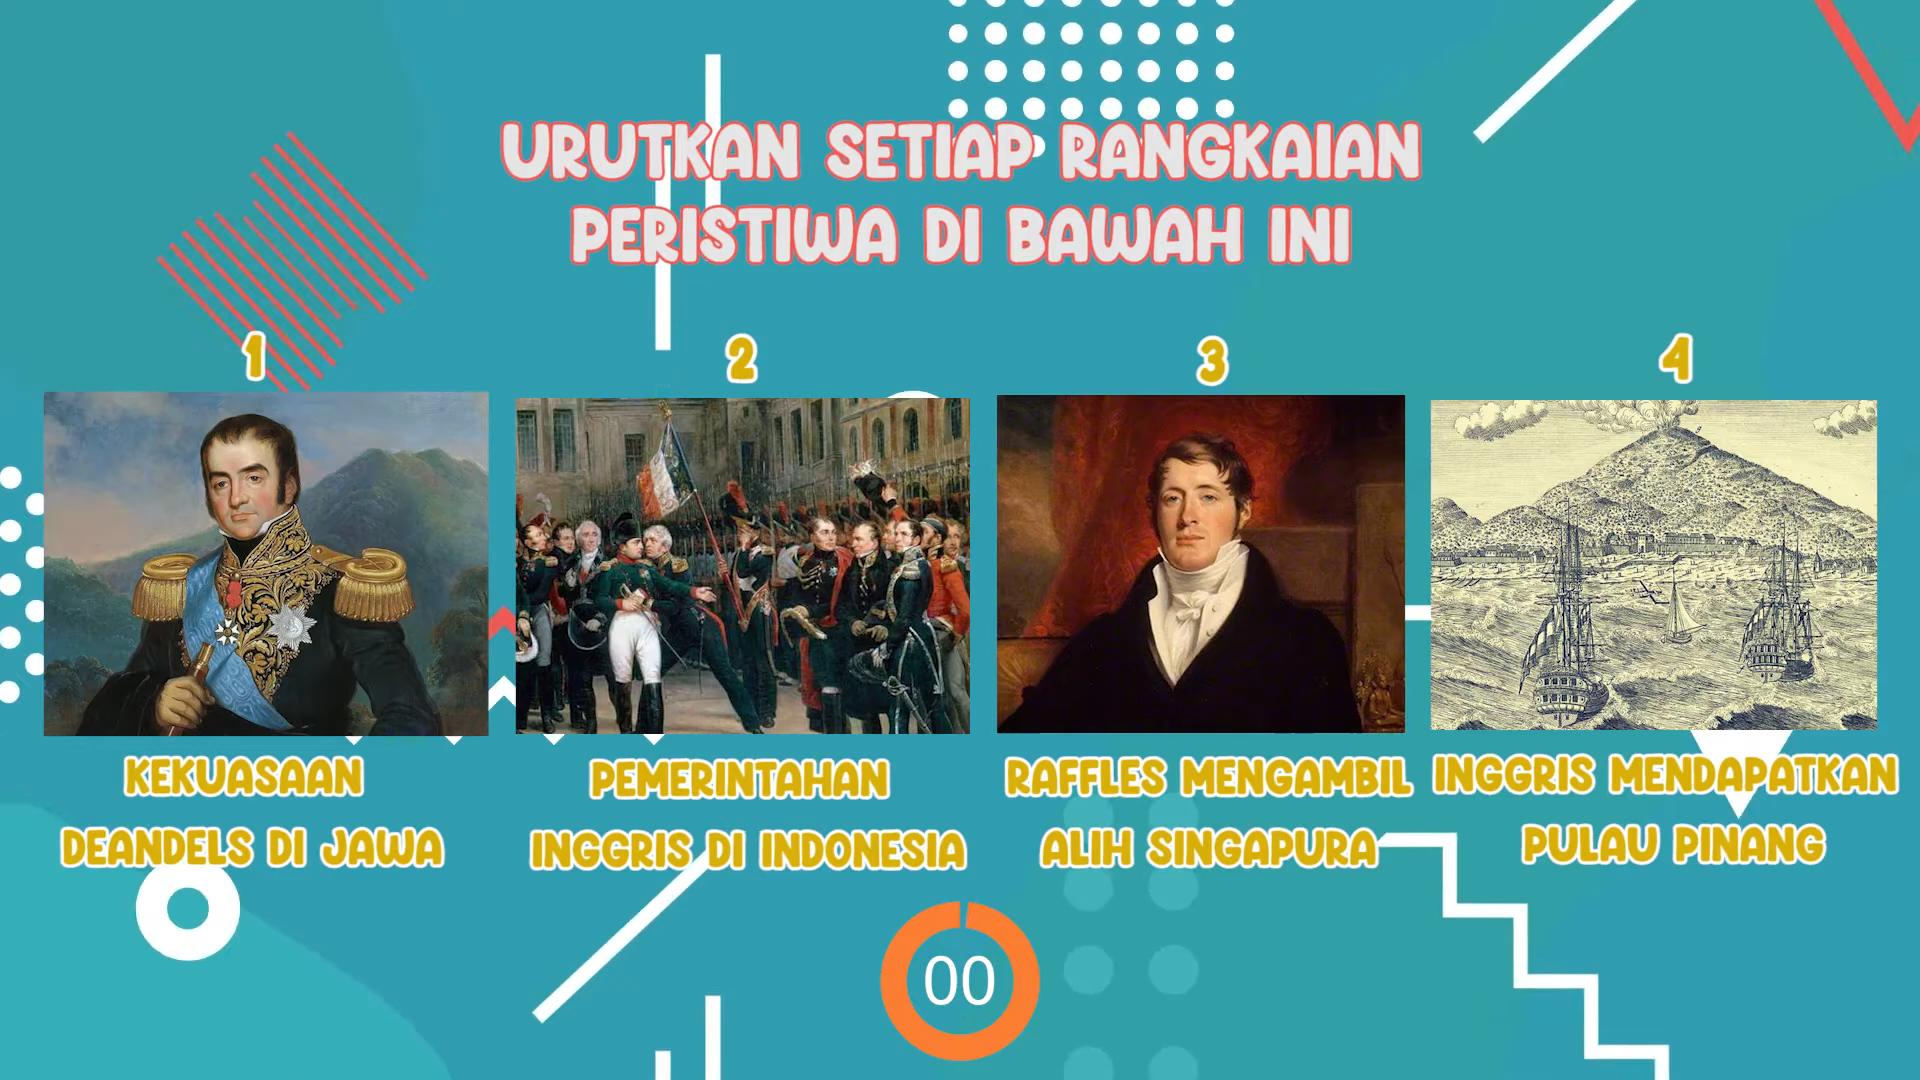 URUTKAN SETIAP RANGKAIAN
PERISTIWA DI BAWAH INI
1
2
3
4
KEKUASAAN
DEANDELS DI JAWA
PEMERINTAHAN
INGGRIS DI INDONESIA
RAFFLES MENGAMBIL
ALIH SINGAPURA
INGGRIS MENDAPATKAN
PULAU PINANG
00